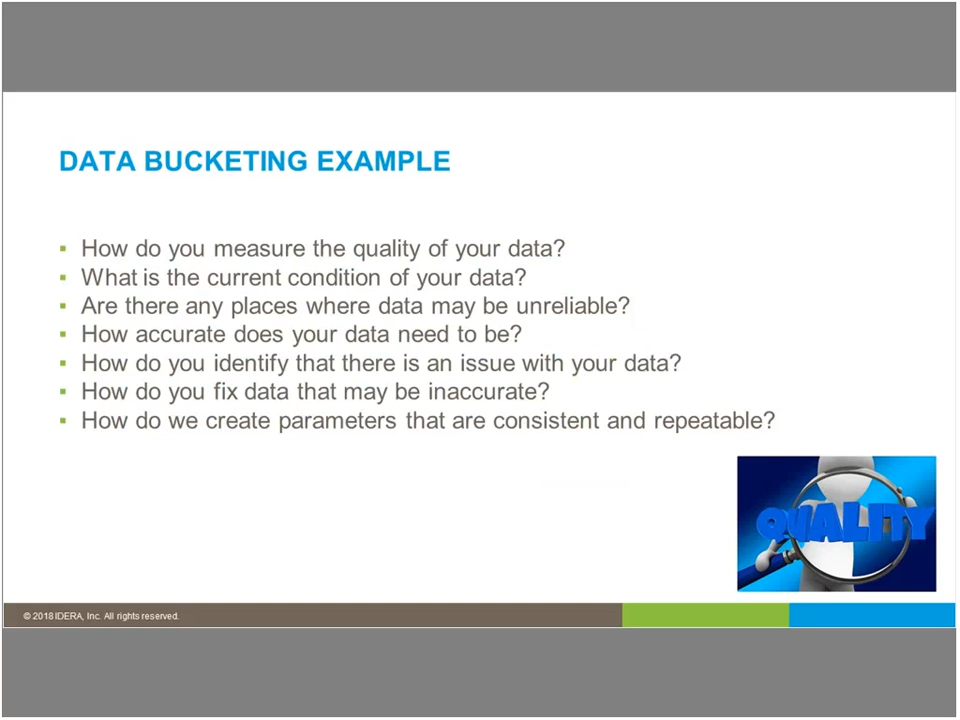 DATA BUCKETING EXAMPLE
▪ How do you measure the quality of your data?
▪ What is the current condition of your data?
▪ Are there any places where data may be unreliable?
▪ How accurate does your data need to be?
▪ How do you identify that there is an issue with your data?
▪ How do you fix data that may be inaccurate?
▪ How do we create parameters that are consistent and repeatable?
QUALITY
© 2018 IDERA, Inc. All rights reserved.